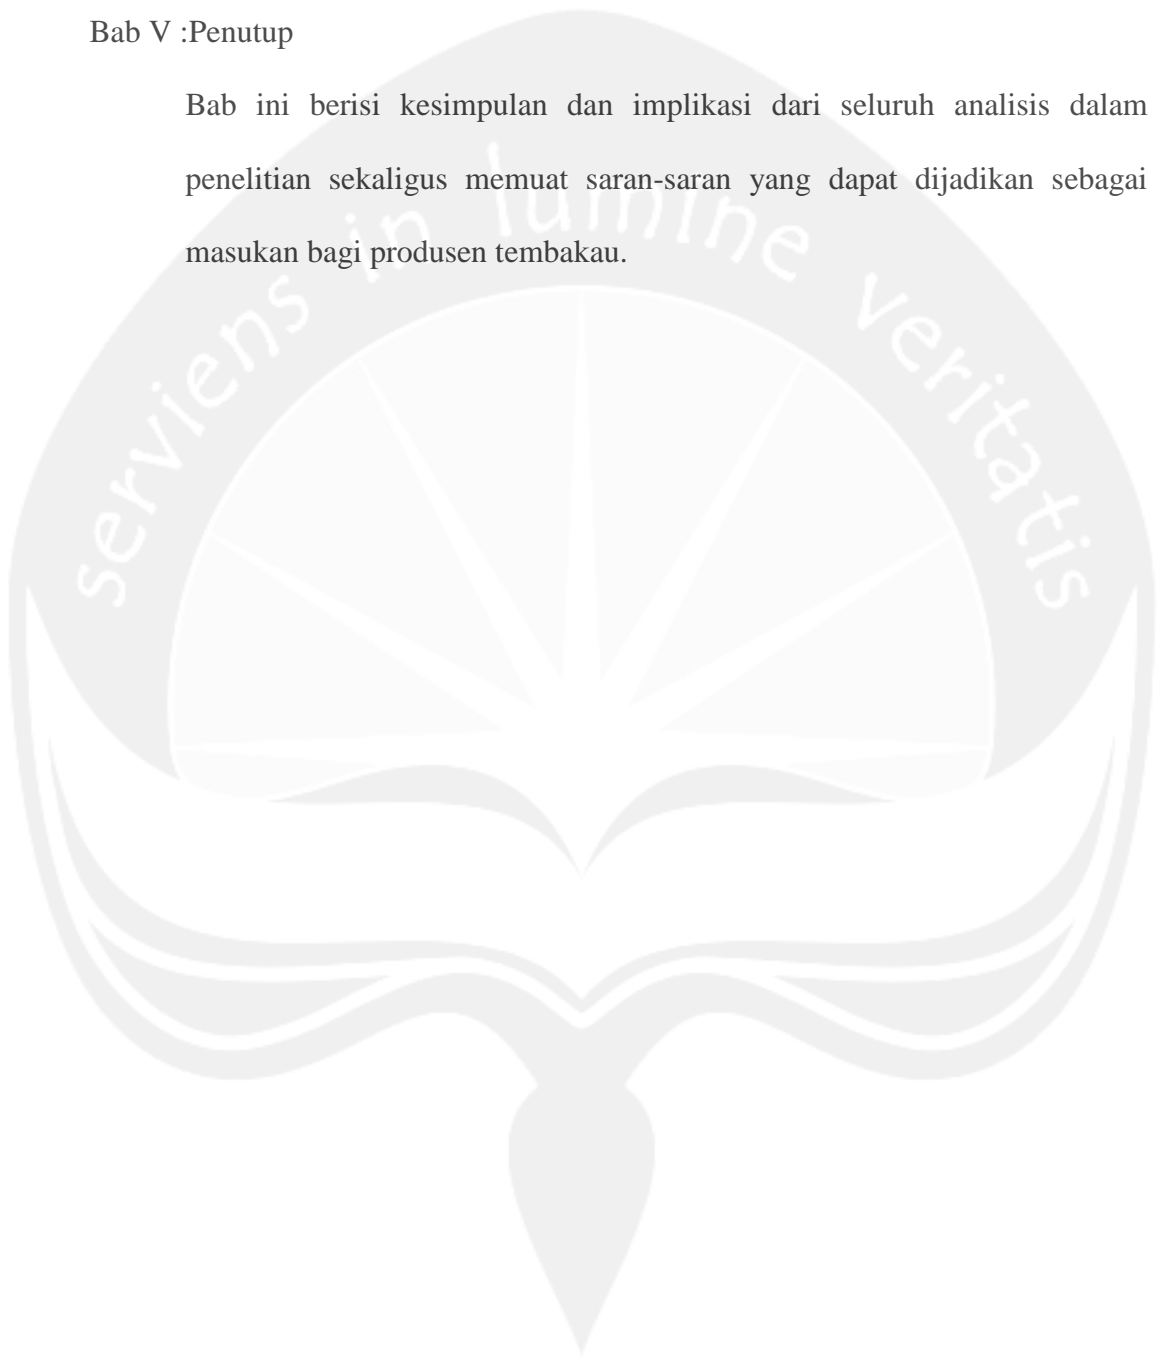 Bab V :Penutup
Bab ini berisi kesimpulan dan implikasi dari seluruh analisis dalam
penelitian sekaligus memuat saran-saran yang dapat dijadikan sebagai
masukan bagi produsen tembakau.
serviens in lumine veritatis